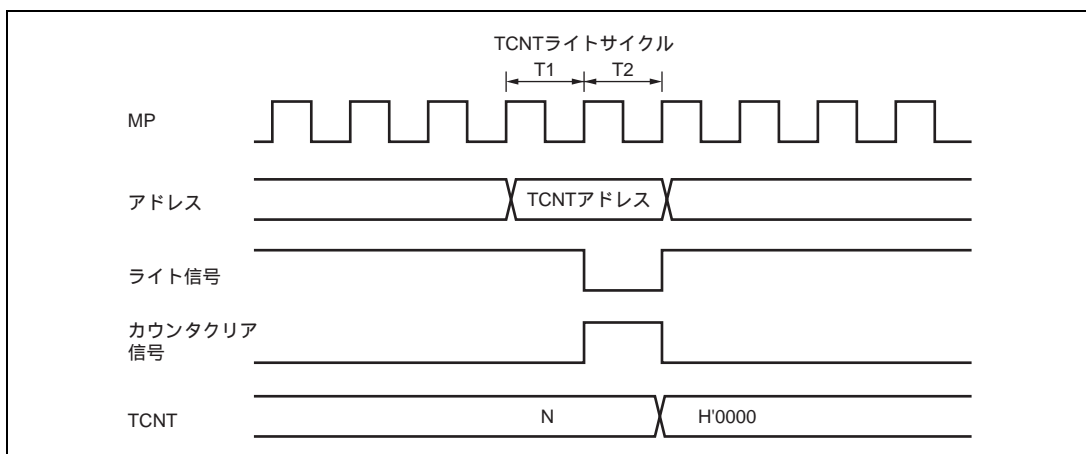 TCNTライトサイクル
T1 T2
MP
アドレス
TCNTアドレス
ライト信号
カウンタクリア
信号
TCNT
N
H'0000